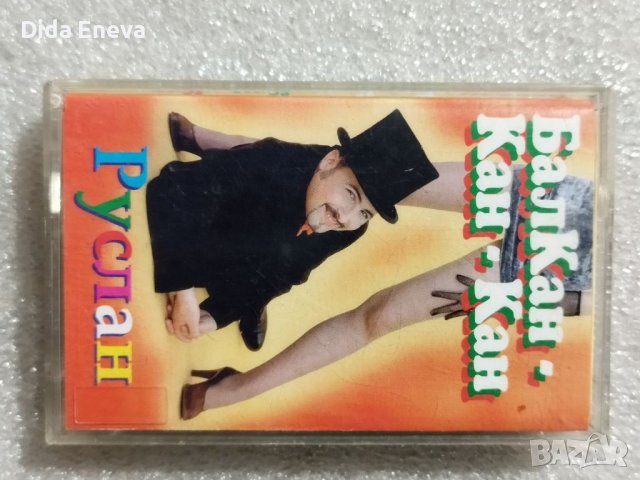 Dida Eneva
БалКан -
Кан - Кан
Руслан
BAZAR